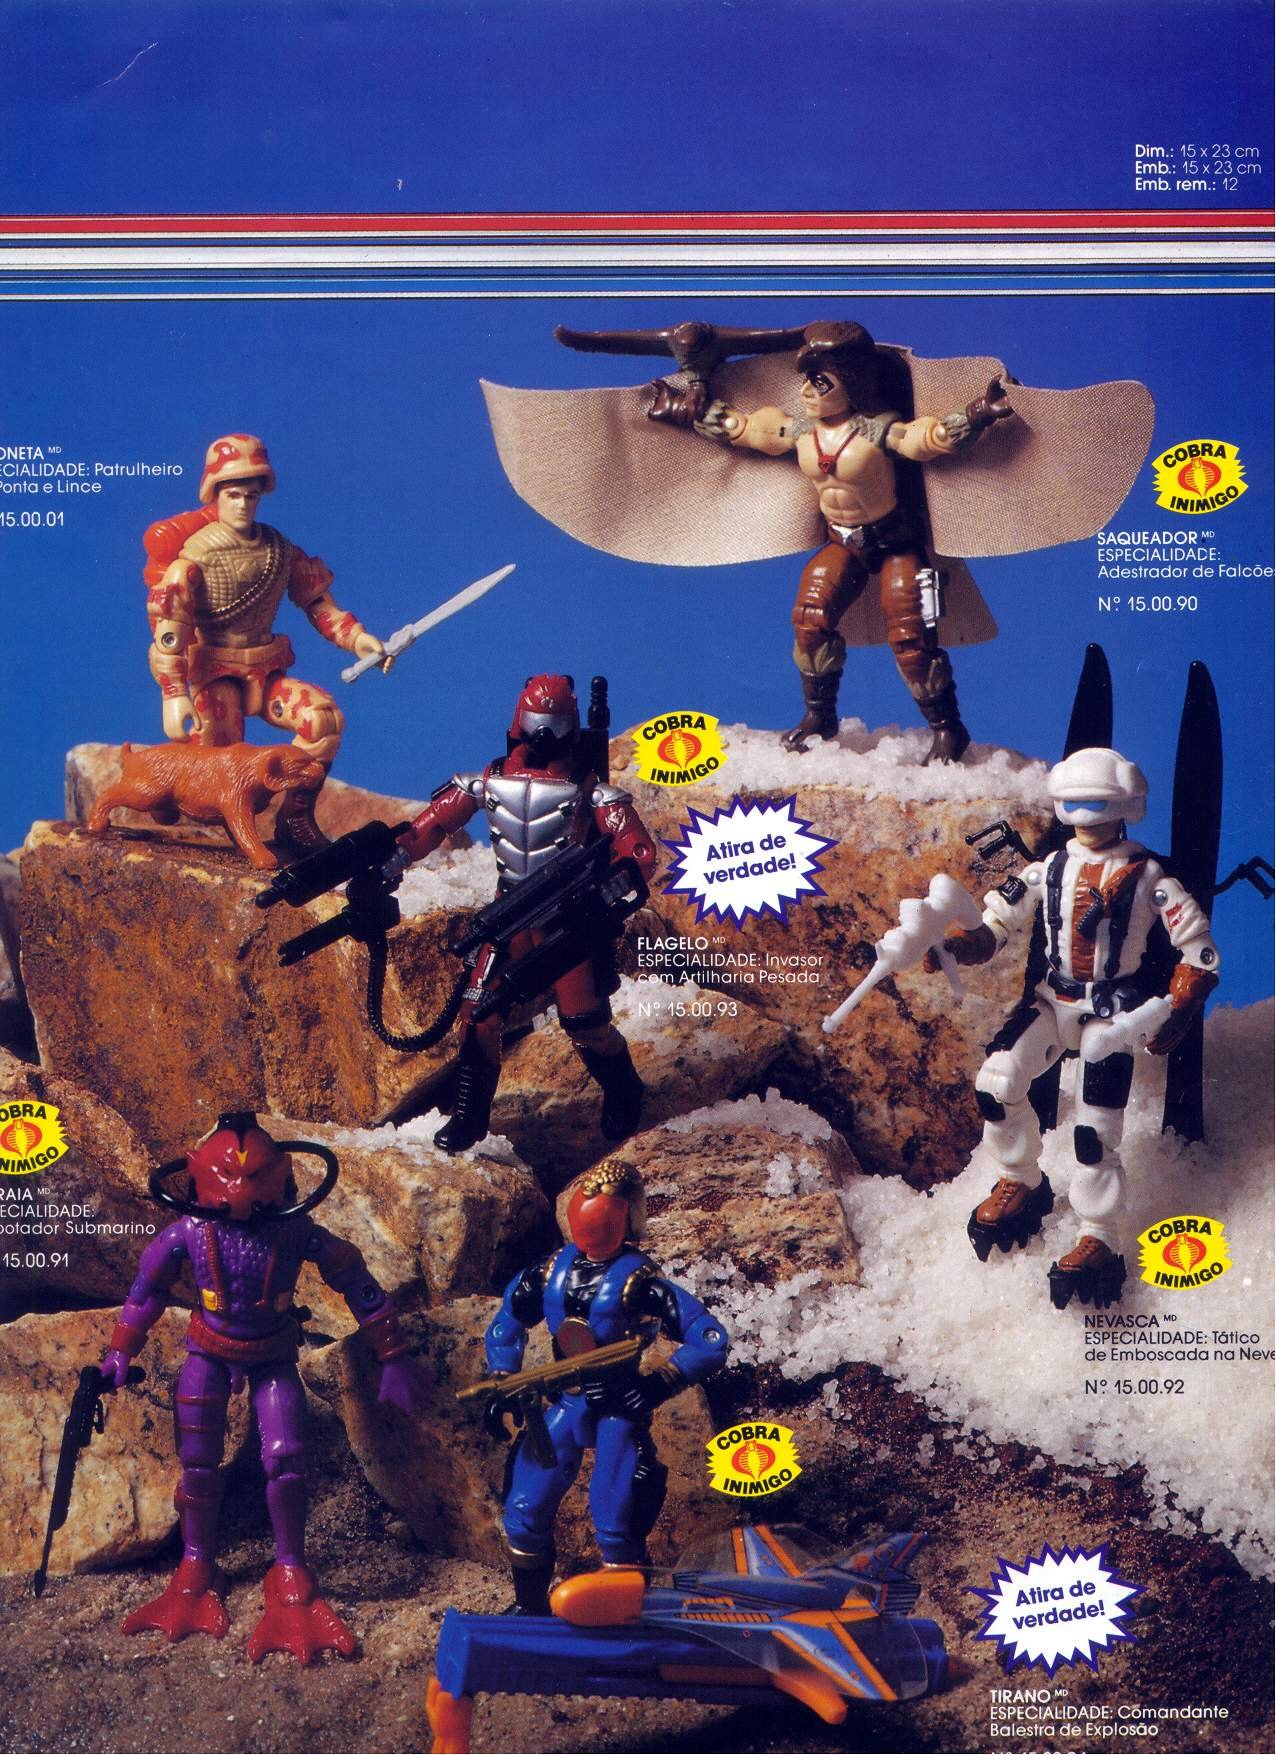 Dim.: 15 x 23 cm
Emb.: 15 x 23 cm
Emb. rem.: 12
ONETA MD
ECIALIDADE: Patrulheiro
Ponta e Lince
15.00.01
COBRA
INIMIGO
SAQUEADOR MD
ESPECIALIDADE:
Adestrador de Falcõe
Nº 15.00.90
COBRA
INIMIGO
Atira de
verdade!
FLAGELO MD
ESPECIALIDADE: Invasor
com Artilharia Pesada
Nº 15.00.93
OBRA
NIMIGO
RAIA MD
ECIALIDADE:
botador Submarino
15.00.91
COBRA
INIMIGO
NEVASCA MD
ESPECIALIDADE: Tático
de Emboscada na Neve
Nº 15.00.92
COBRA
INIMIGO
Atira de
verdade!
TIRANO MD
ESPECIALIDADE: Comandante
Balestra de Explosão